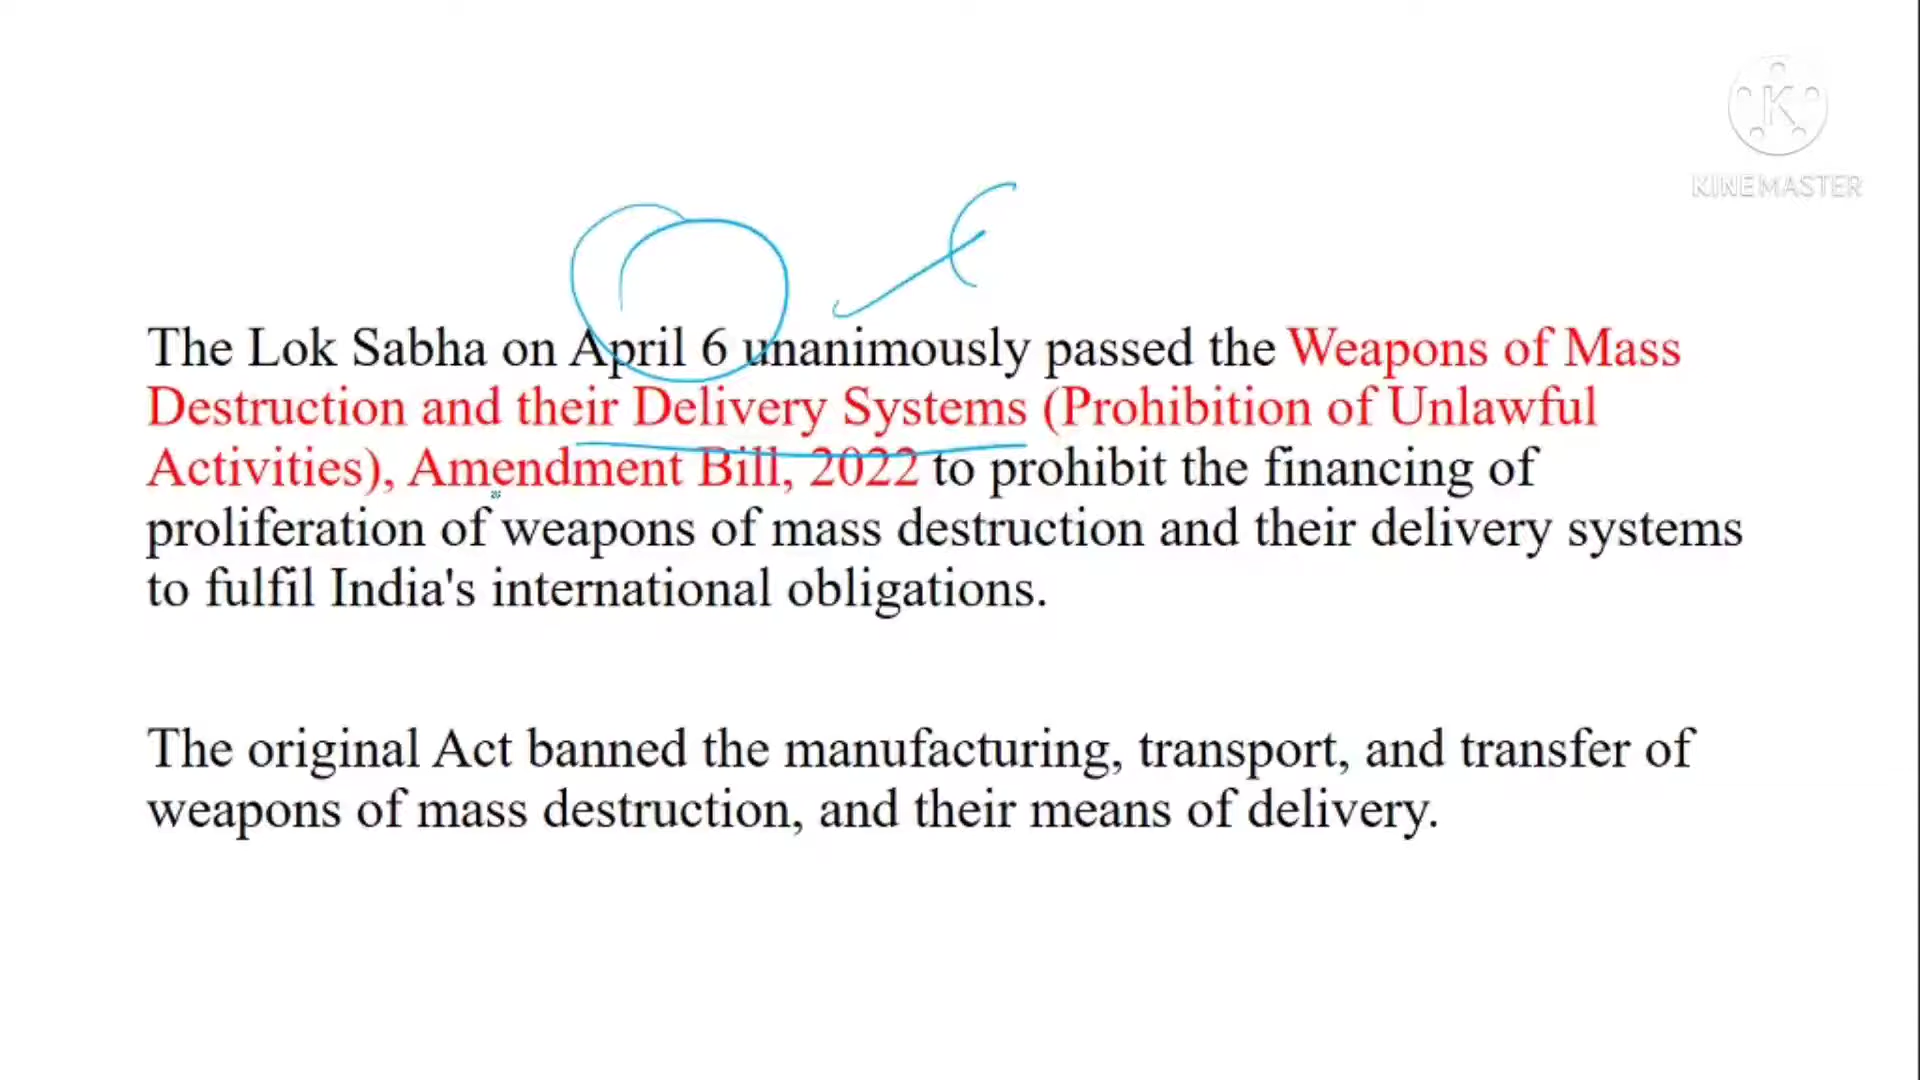 K
KINEMASTER
The Lok Sabha on April 6 unanimously passed the Weapons of Mass
Destruction and their Delivery Systems (Prohibition of Unlawful
Activities), Amendment Bill, 2022 to prohibit the financing of
proliferation of weapons of mass destruction and their delivery systems
to fulfil India's international obligations.
The original Act banned the manufacturing, transport, and transfer of
weapons of mass destruction, and their means of delivery.